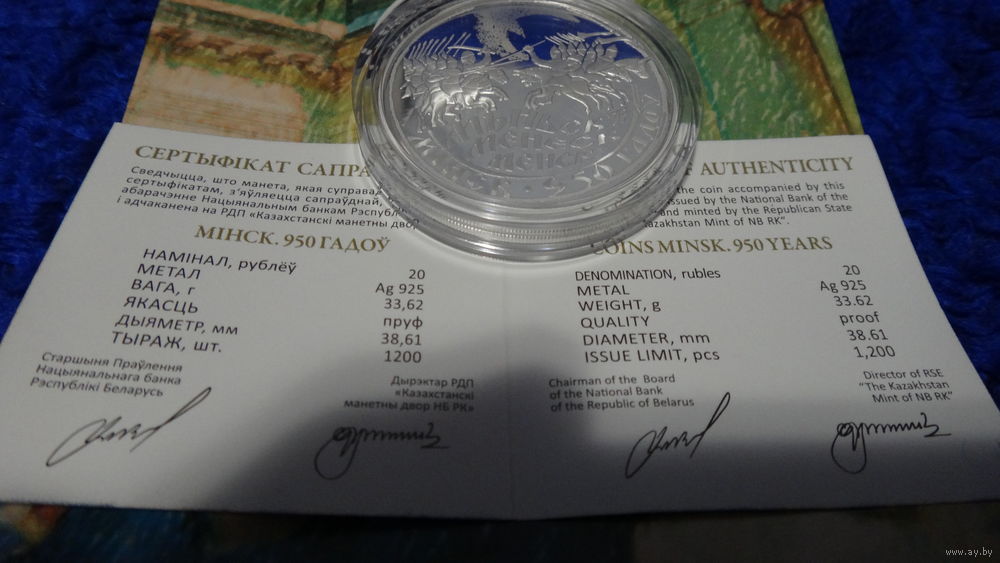 СЕРТЫФІКАТ САПРА
Сведчыцца, што манета, якая суправад
сертыфікатам, з'яўляецца сапраўднай,
абарачэнне Нацыянальным банкам Рэспублі
і адчаканена на РДП «Казахстанскі манетны двор
МІНСК. 950 ГАДОЎ
НАМІНАЛ, рублёў 20
МЕТАЛ Ag 925
ВАГА, г 33,62
ЯКАСЦЬ пруф
ДЫЯМЕТР, мм 38,61
ТЫРАЖ, шт. 1200
Старшыня Праўлення
Нацыянальнага банка
Рэспублікі Беларусь
Дырэктар РДП
«Казахстанскі
манетны двор НБ РК»
AUTHENTICITY
the coin accompanied by this
issued by the National Bank of the
and minted by the Republican State
Kazakhstan Mint of NB RK".
COINS MINSK. 950 YEARS
DENOMINATION, rubles 20
METAL Ag 925
WEIGHT, g 33.62
QUALITY proof
DIAMETER, mm 38.61
ISSUE LIMIT, pcs 1,200
Chairman of the Board
of the National Bank
of the Republic of Belarus
Director of RSE
"The Kazakhstan
Mint of NB RK"
www.ay.by